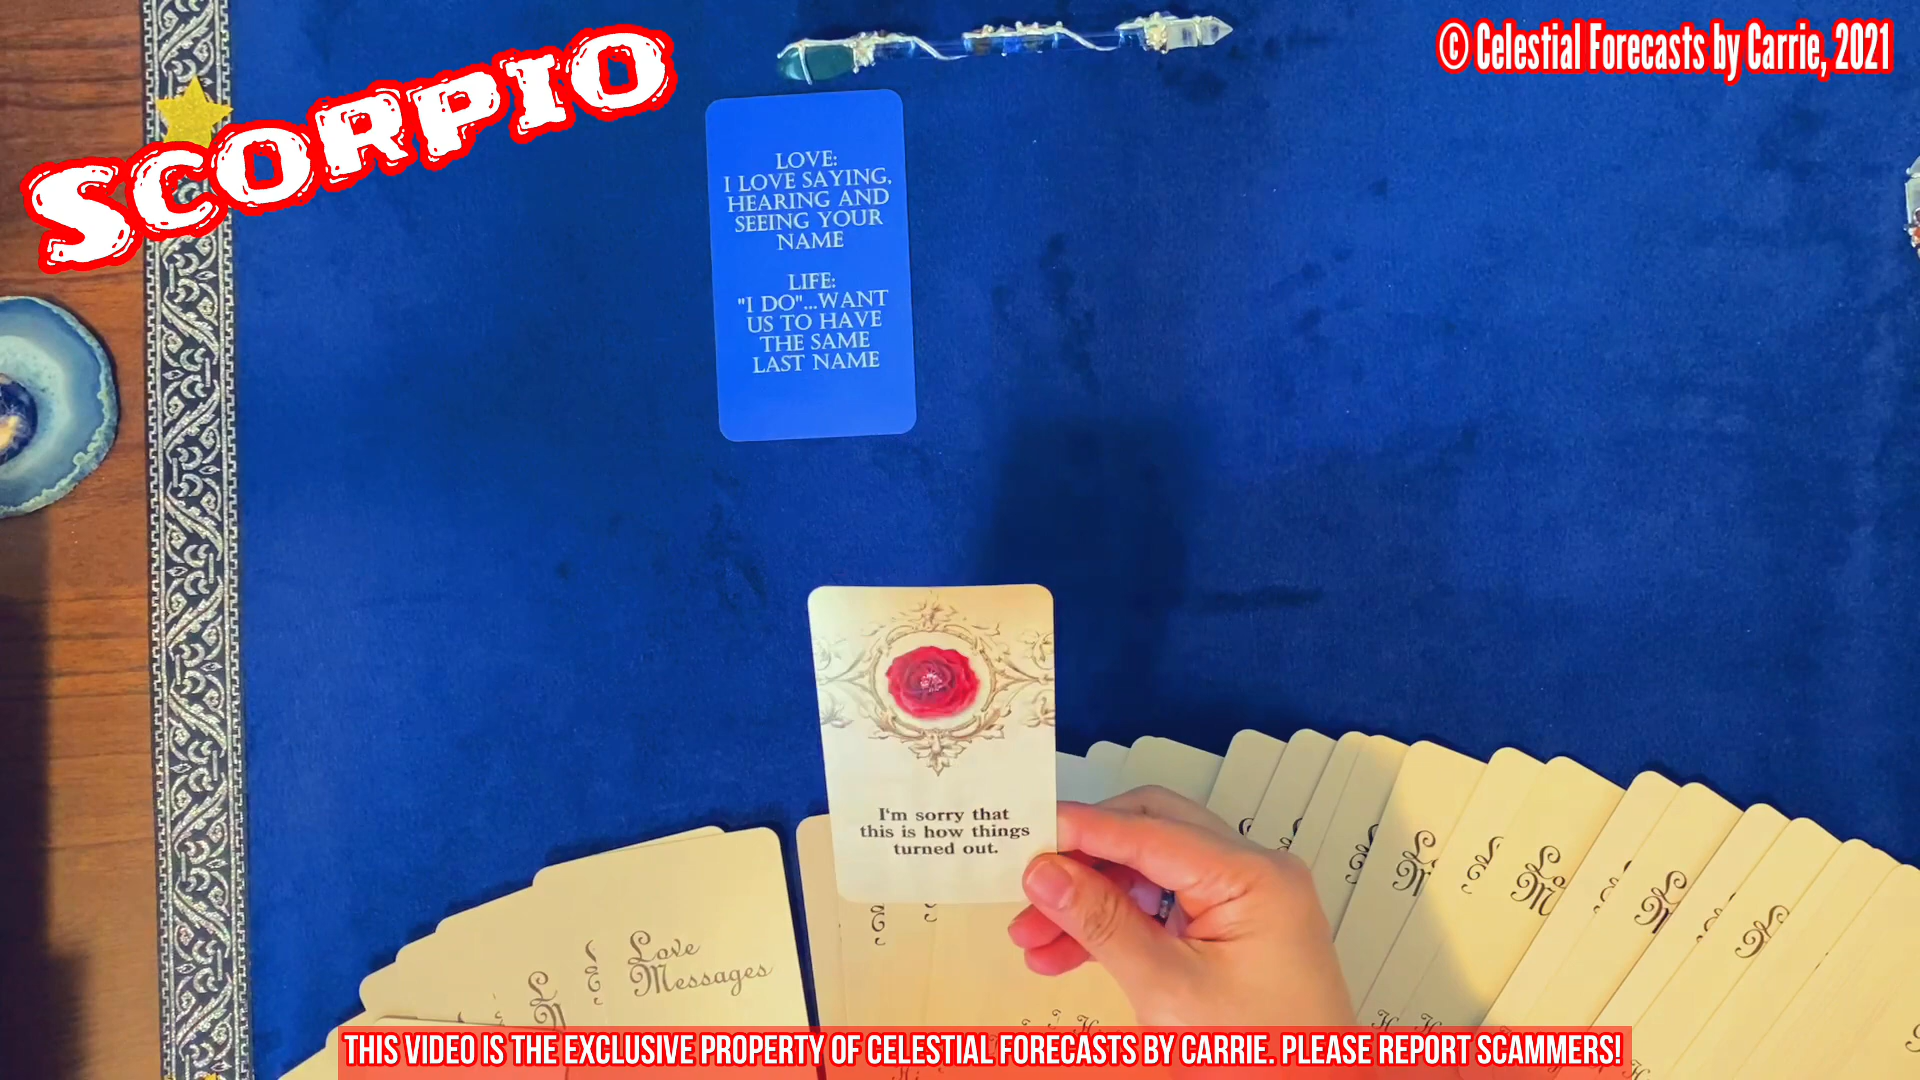 SCORPIO
© Celestial Forecasts by Carrie, 2021
LOVE:
I LOVE SAYING,
HEARING AND
SEEING YOUR
NAME
LIFE:
"I DO"...WANT
US TO HAVE
THE SAME
LAST NAME
I'm sorry that
this is how things
turned out.
Love
Messages
THIS VIDEO IS THE EXCLUSIVE PROPERTY OF CELESTIAL FORECASTS BY CARRIE. PLEASE REPORT SCAMMERS!